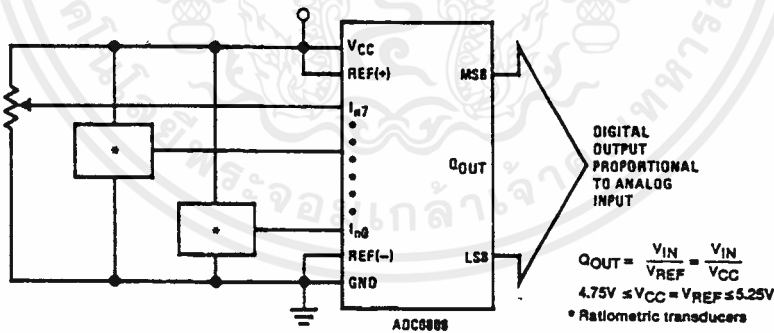 VCC
REF(+)
In7
In0
REF(−)
GND
MSB
QOUT
LSB
ADC0808
DIGITAL
OUTPUT
PROPORTIONAL
TO ANALOG
INPUT
QOUT = VIN / VREF = VIN / VCC
4.75V ≤ VCC = VREF ≤ 5.25V
* Ratiometric transducers
*
*